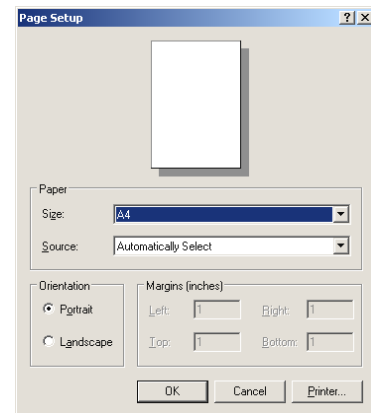 Page Setup
Paper
Size: A4
Source: Automatically Select
Orientation
Portrait
Landscape
Margins (inches)
Left: 1 Right: 1
Top: 1 Bottom: 1
OK Cancel Printer...